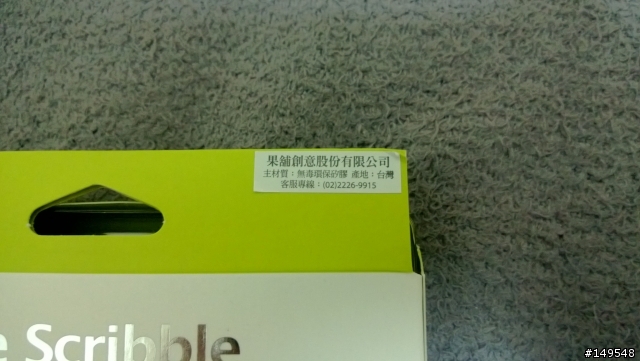 果舖創意股份有限公司
主材質：無毒環保矽膠 產地：台灣
客服專線：(02)2226-9915
e Scribble
#149548